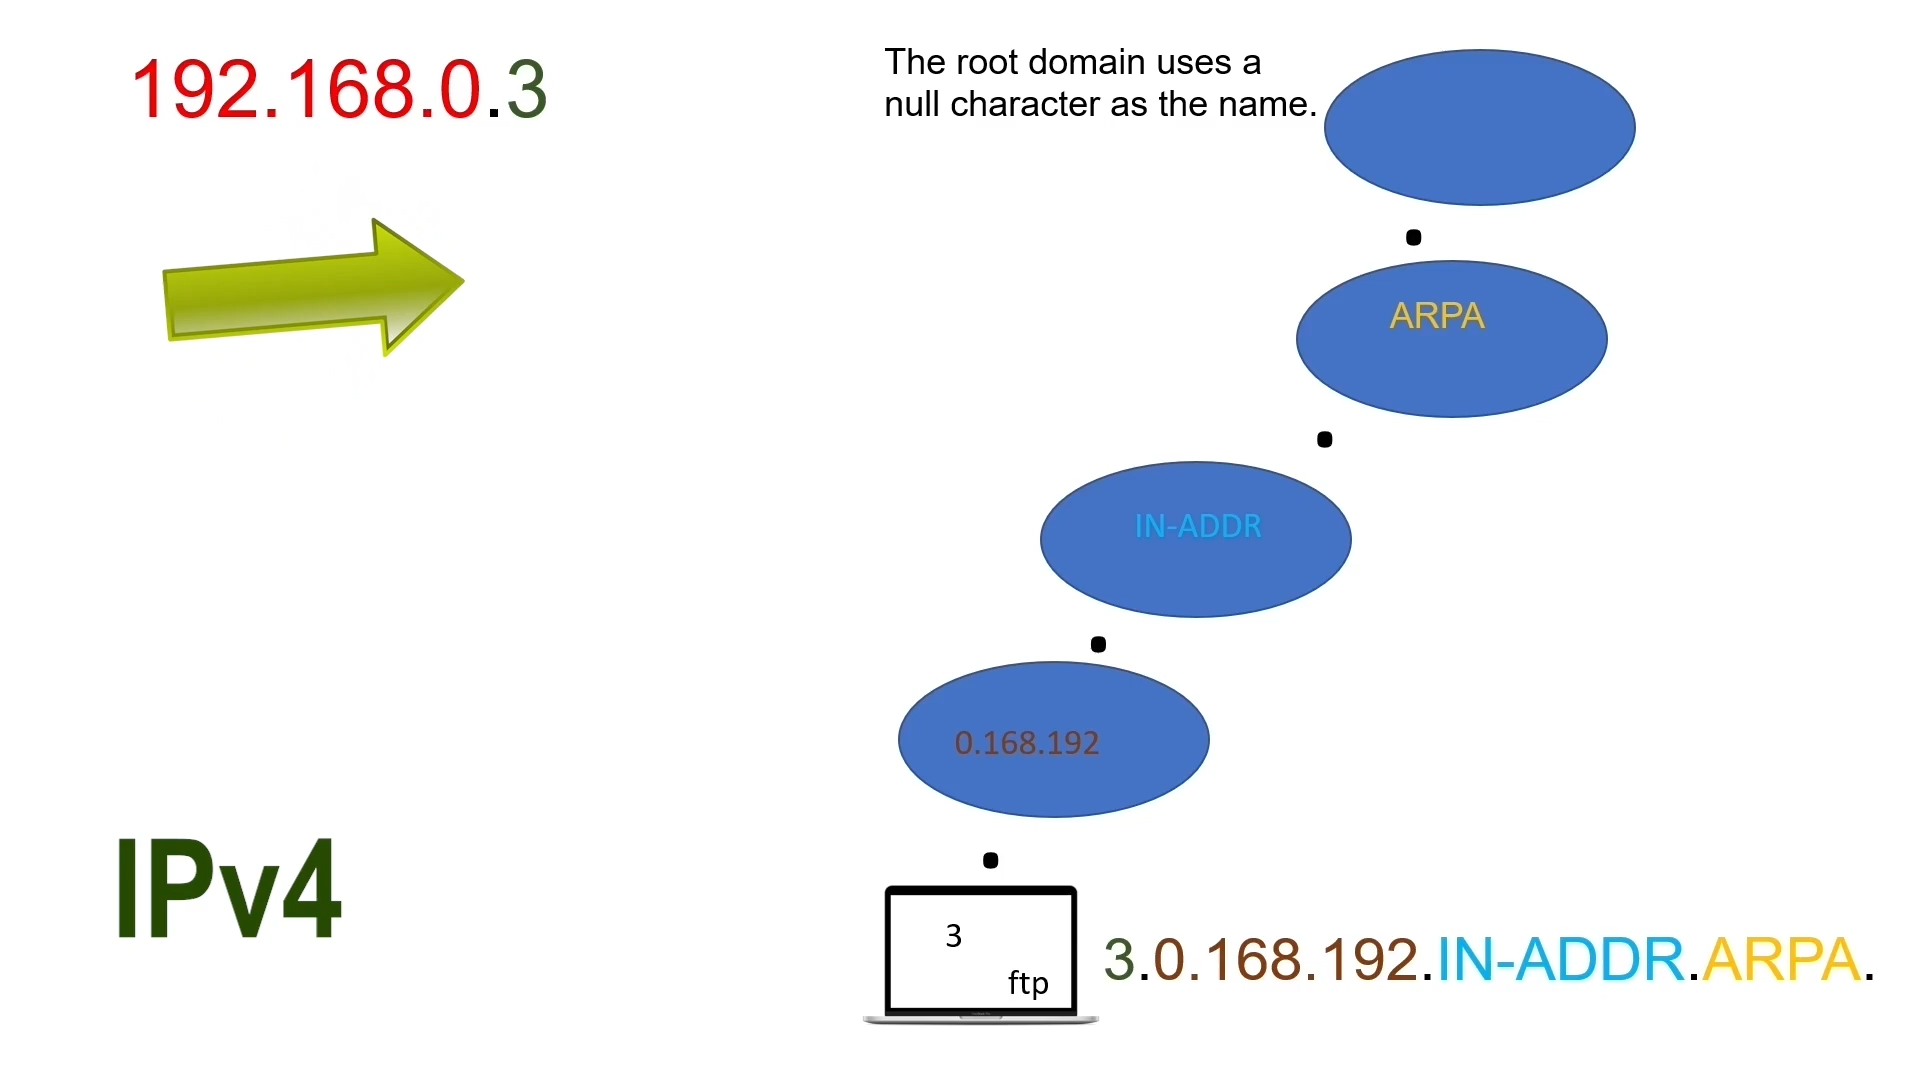 192.168.0.3
The root domain uses a
null character as the name.
.
ARPA
.
IN-ADDR
.
0.168.192
.
3
ftp
3.0.168.192.IN-ADDR.ARPA.
IPv4